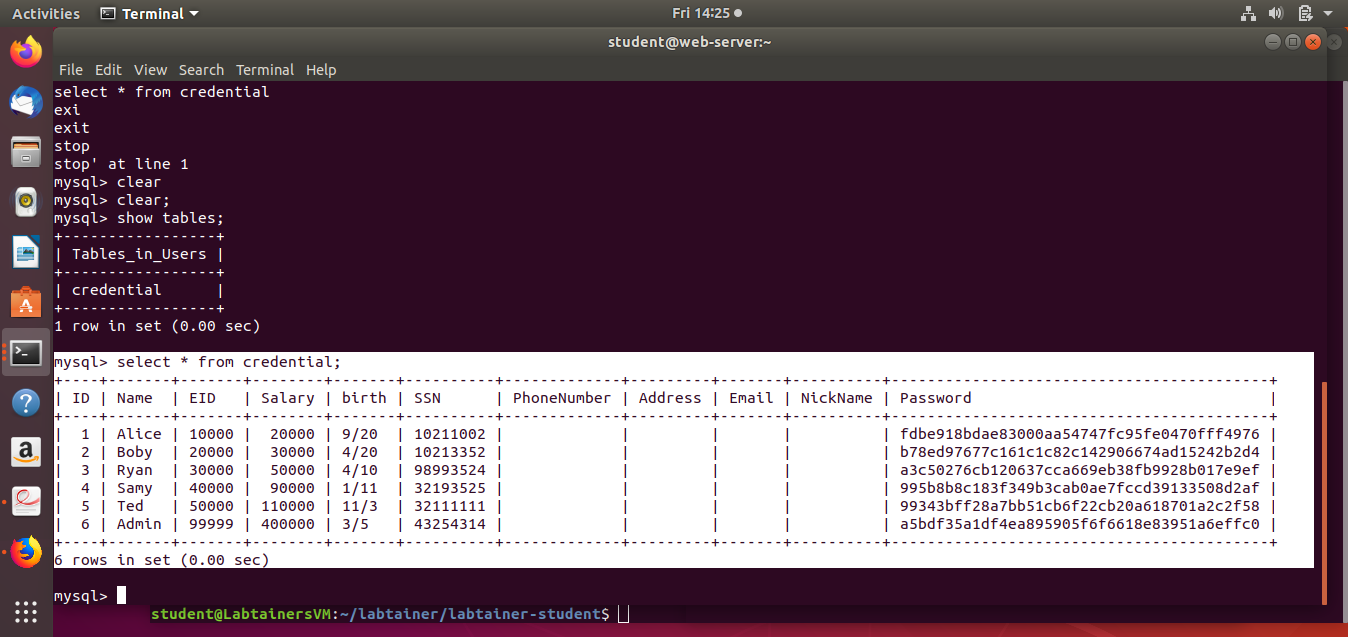 Activities Terminal Fri 14:25
student@web-server:~
File Edit View Search Terminal Help
select * from credential
exi
exit
stop
stop' at line 1
mysql> clear
mysql> clear;
mysql> show tables;
+-----------------+
| Tables_in_Users |
+-----------------+
| credential      |
+-----------------+
1 row in set (0.00 sec)

mysql> select * from credential;
+----+-------+-------+--------+-------+----------+-------------+---------+-------+----------+------------------------------------------+
| ID | Name  | EID   | Salary | birth | SSN      | PhoneNumber | Address | Email | NickName | Password                                 |
+----+-------+-------+--------+-------+----------+-------------+---------+-------+----------+------------------------------------------+
|  1 | Alice | 10000 |  20000 | 9/20  | 10211002 |             |         |       |          | fdbe918bdae83000aa54747fc95fe0470fff4976 |
|  2 | Boby  | 20000 |  30000 | 4/20  | 10213352 |             |         |       |          | b78ed97677c161c1c82c142906674ad15242b2d4 |
|  3 | Ryan  | 30000 |  50000 | 4/10  | 98993524 |             |         |       |          | a3c50276cb120637cca669eb38fb9928b017e9ef |
|  4 | Samy  | 40000 |  90000 | 1/11  | 32193525 |             |         |       |          | 995b8b8c183f349b3cab0ae7fccd39133508d2af |
|  5 | Ted   | 50000 | 110000 | 11/3  | 32111111 |             |         |       |          | 99343bff28a7bb51cb6f22cb20a618701a2c2f58 |
|  6 | Admin | 99999 | 400000 | 3/5   | 43254314 |             |         |       |          | a5bdf35a1df4ea895905f6f6618e83951a6effc0 |
+----+-------+-------+--------+-------+----------+-------------+---------+-------+----------+------------------------------------------+
6 rows in set (0.00 sec)

mysql>
student@LabtainersVM:~/labtainer/labtainer-student$